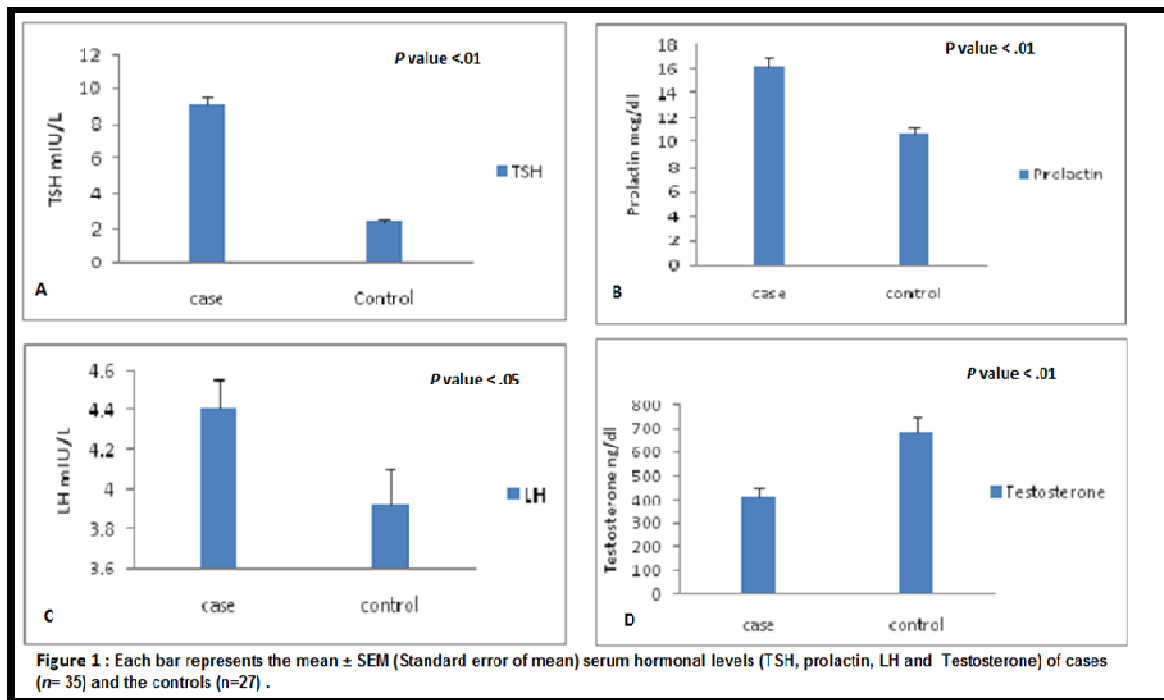 P value <.01
12
10
8
6
4
2
0
TSH mIU/L
TSH
case Control
A
P value < .01
18
16
14
12
10
8
6
4
2
0
Prolactin mcg/dl
Prolactin
case control
B
P value < .05
4.6
4.4
4.2
4
3.8
3.6
LH mIU/L
LH
case control
C
P value < .01
800
700
600
500
400
300
200
100
0
Testosterone ng/dl
Testosterone
case control
D
Figure 1 : Each bar represents the mean ± SEM (Standard error of mean) serum hormonal levels (TSH, prolactin, LH and Testosterone) of cases
(n= 35) and the controls (n=27) .